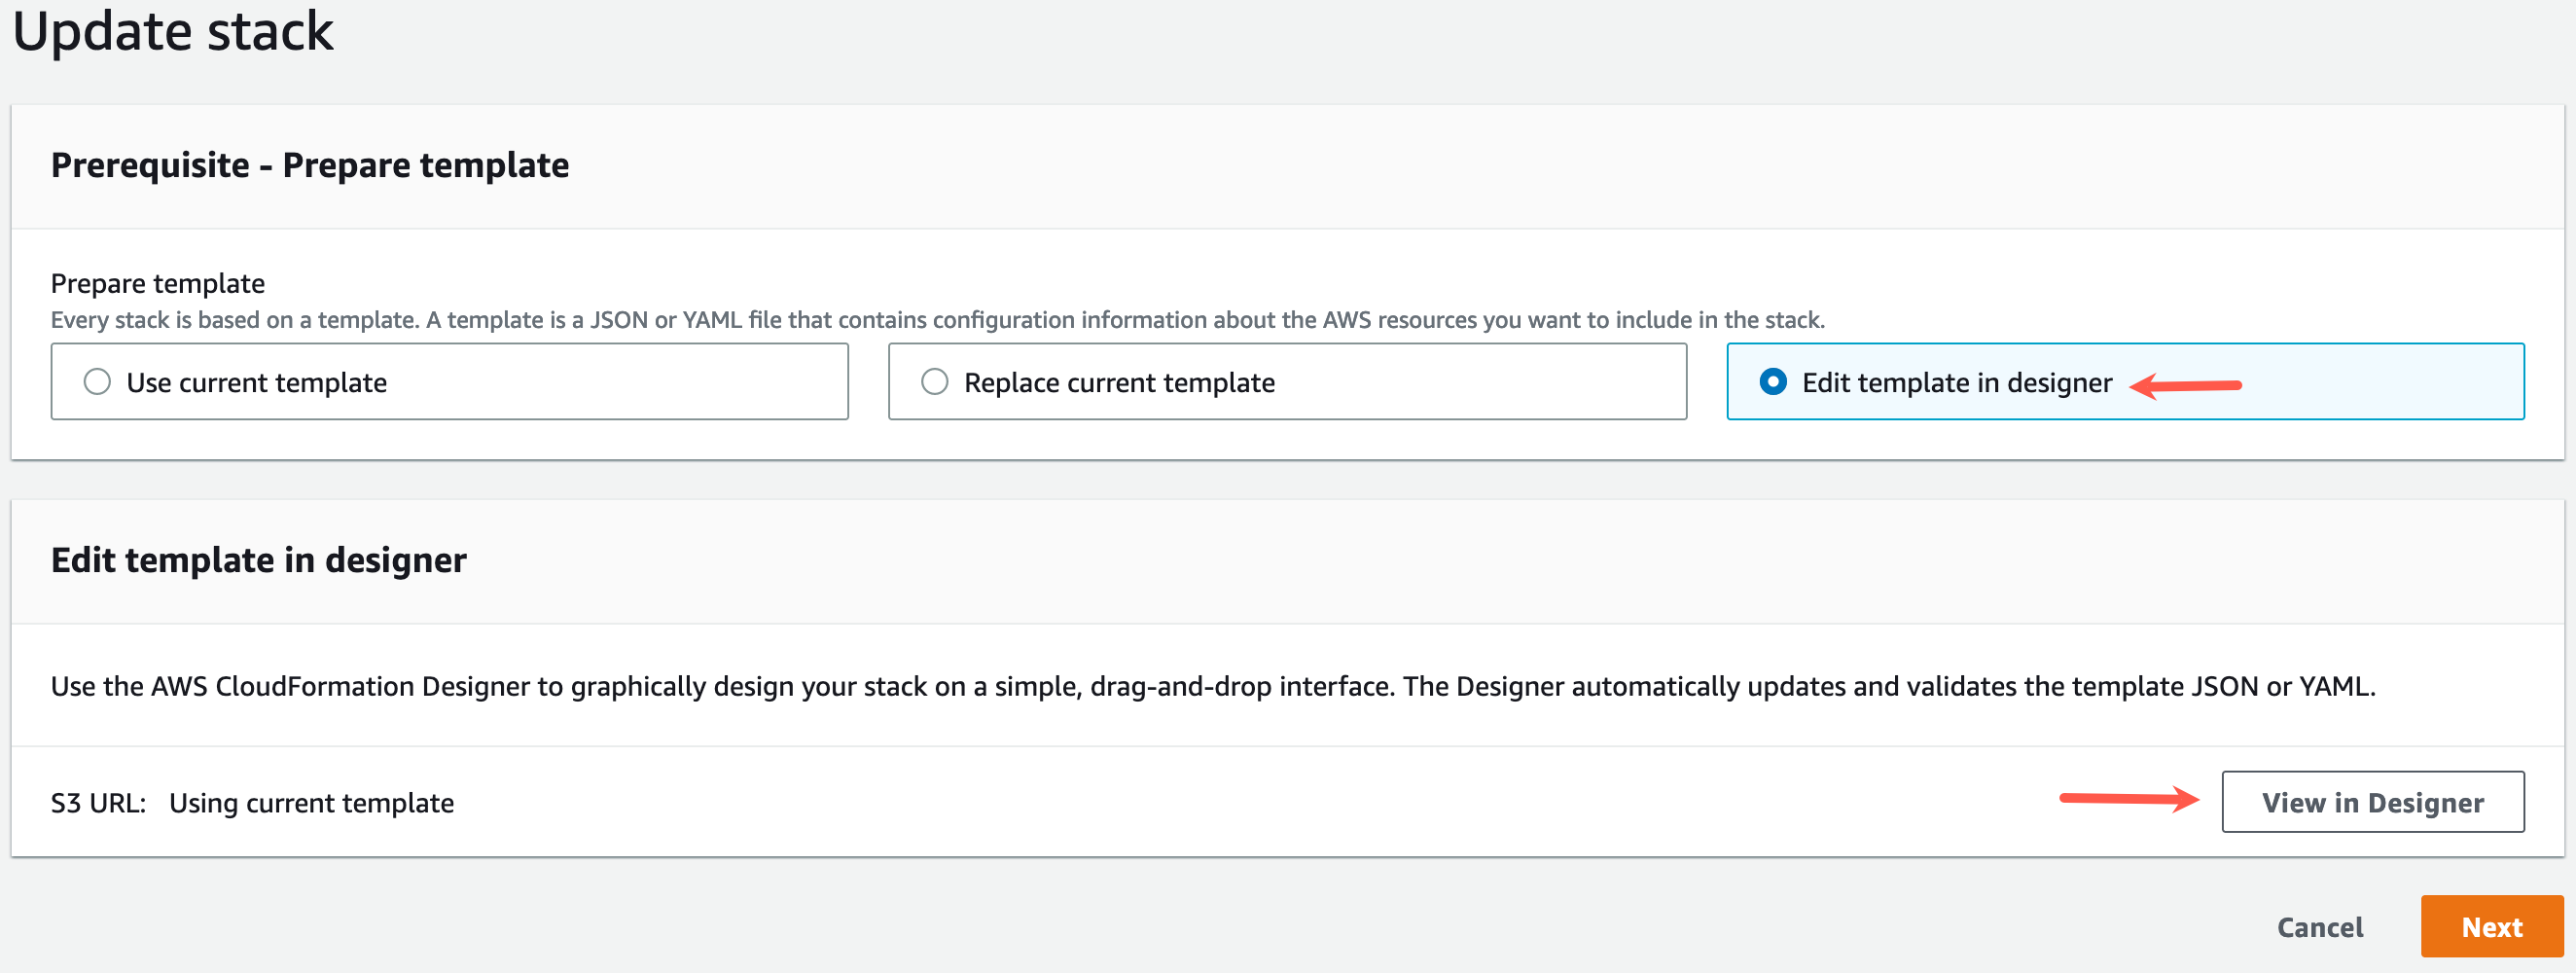 Update stack
Prerequisite - Prepare template
Prepare template
Every stack is based on a template. A template is a JSON or YAML file that contains configuration information about the AWS resources you want to include in the stack.
Use current template
Replace current template
Edit template in designer
Edit template in designer
Use the AWS CloudFormation Designer to graphically design your stack on a simple, drag-and-drop interface. The Designer automatically updates and validates the template JSON or YAML.
S3 URL: Using current template
View in Designer
Cancel
Next